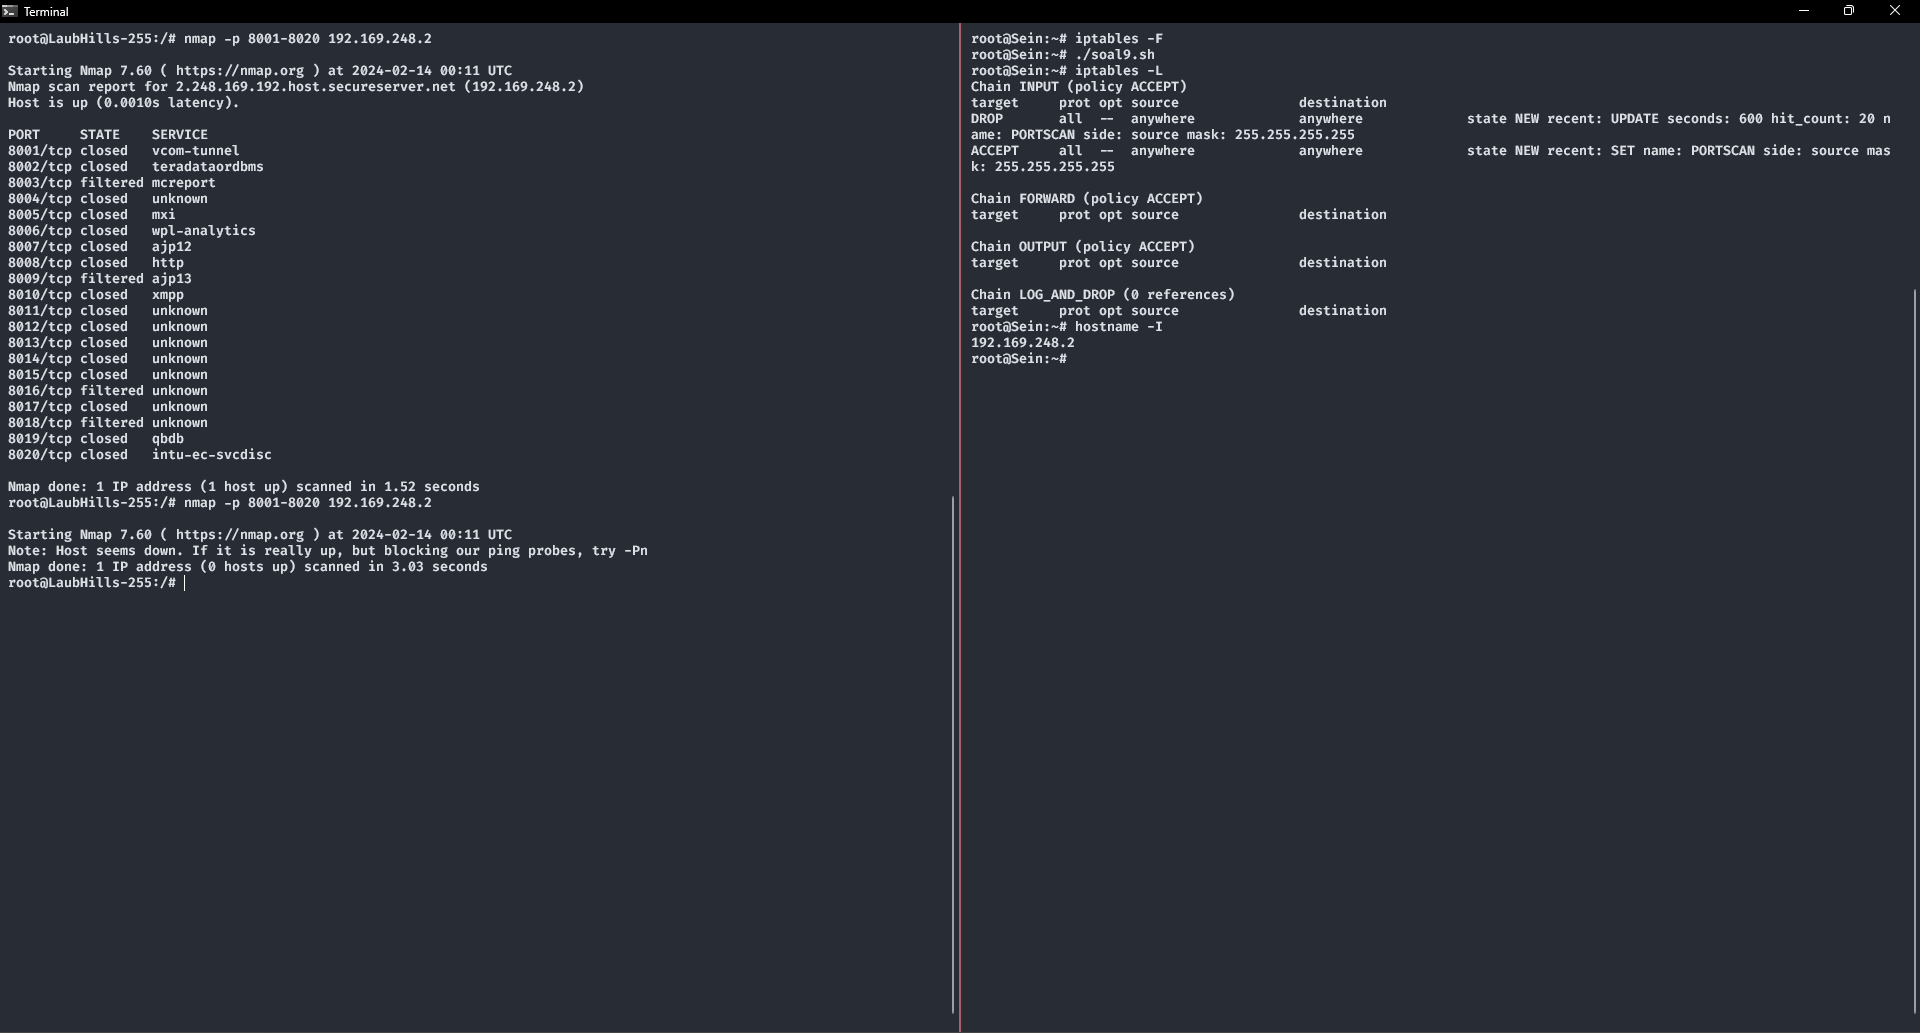 Terminal
root@LaubHills-255:/# nmap -p 8001-8020 192.169.248.2
Starting Nmap 7.60 ( https://nmap.org ) at 2024-02-14 00:11 UTC
Nmap scan report for 2.248.169.192.host.secureserver.net (192.169.248.2)
Host is up (0.0010s latency).
PORT     STATE    SERVICE
8001/tcp closed   vcom-tunnel
8002/tcp closed   teradataordbms
8003/tcp filtered mcreport
8004/tcp closed   unknown
8005/tcp closed   mxi
8006/tcp closed   wpl-analytics
8007/tcp closed   ajp12
8008/tcp closed   http
8009/tcp filtered ajp13
8010/tcp closed   xmpp
8011/tcp closed   unknown
8012/tcp closed   unknown
8013/tcp closed   unknown
8014/tcp closed   unknown
8015/tcp closed   unknown
8016/tcp filtered unknown
8017/tcp closed   unknown
8018/tcp filtered unknown
8019/tcp closed   qbdb
8020/tcp closed   intu-ec-svcdisc
Nmap done: 1 IP address (1 host up) scanned in 1.52 seconds
root@LaubHills-255:/# nmap -p 8001-8020 192.169.248.2
Starting Nmap 7.60 ( https://nmap.org ) at 2024-02-14 00:11 UTC
Note: Host seems down. If it is really up, but blocking our ping probes, try -Pn
Nmap done: 1 IP address (0 hosts up) scanned in 3.03 seconds
root@LaubHills-255:/#
root@Sein:~# iptables -F
root@Sein:~# ./soal9.sh
root@Sein:~# iptables -L
Chain INPUT (policy ACCEPT)
target     prot opt source               destination
DROP       all  --  anywhere             anywhere             state NEW recent: UPDATE seconds: 600 hit_count: 20 n
ame: PORTSCAN side: source mask: 255.255.255.255
ACCEPT     all  --  anywhere             anywhere             state NEW recent: SET name: PORTSCAN side: source mas
k: 255.255.255.255
Chain FORWARD (policy ACCEPT)
target     prot opt source               destination
Chain OUTPUT (policy ACCEPT)
target     prot opt source               destination
Chain LOG_AND_DROP (0 references)
target     prot opt source               destination
root@Sein:~# hostname -I
192.169.248.2
root@Sein:~#